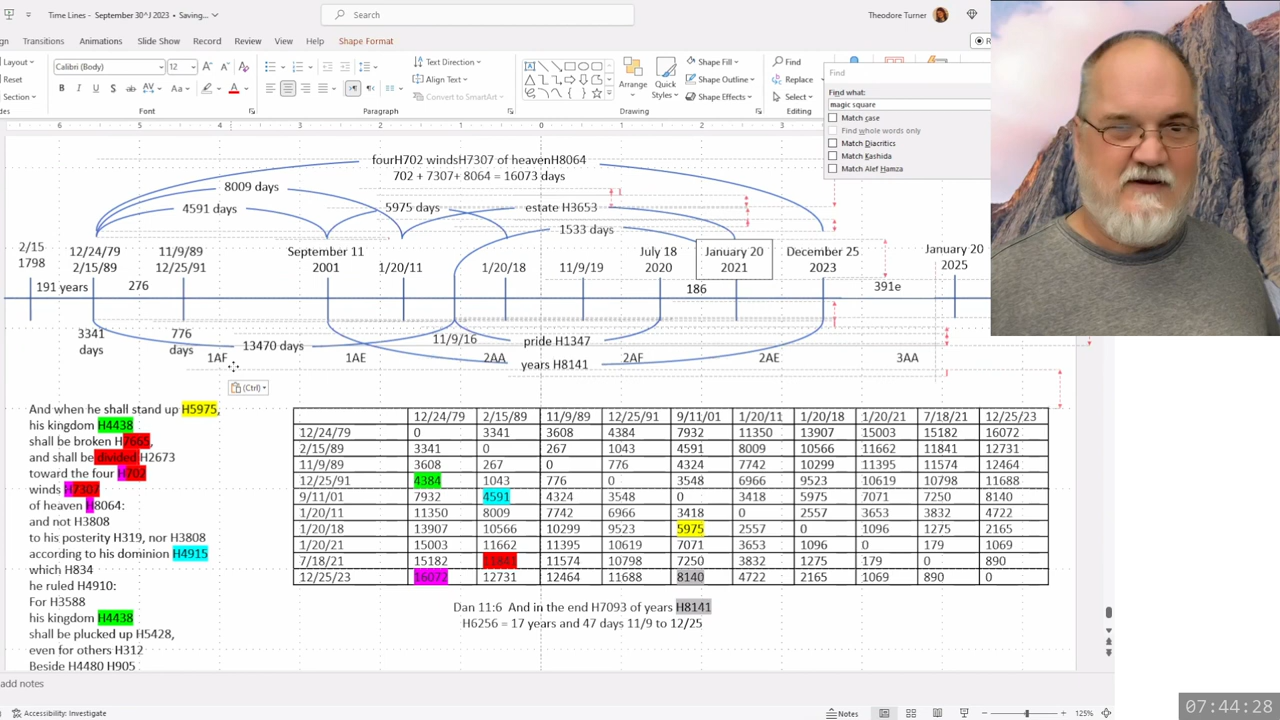 Time Lines - September 30^J 2023 • Saving...
Search
Theodore Turner
Transitions Animations Slide Show Record Review View Help Shape Format
Layout
Reset
Section
Calibri (Body) 12
Text Direction
Align Text
Convert to SmartArt
Arrange
Quick Styles
Shape Fill
Shape Outline
Shape Effects
Find
Replace
Select
Paragraph
Drawing
Editing
Find
Find what:
magic square
Match case
Find whole words only
Match Diacritics
Match Kashida
Match Alef Hamza
6 5 4 3 2 1 0 1 2 3
fourH702 windsH7307 of heavenH8064
702 + 7307+ 8064 = 16073 days
8009 days
4591 days
5975 days
estate H3653
1533 days
2/15 1798
12/24/79 2/15/89
11/9/89 12/25/91
September 11 2001
1/20/11
1/20/18
11/9/19
July 18 2020
January 20 2021
December 25 2023
January 20 2025
191 years
276
186
391e
3341 days
776 days
13470 days
11/9/16
pride H1347
1AF
1AE
2AA
2AF
2AE
3AA
years H8141
(Ctrl)
And when he shall stand up H5975,
his kingdom H4438
shall be broken H7665,
and shall be divided H2673
toward the four H702
winds H7307
of heaven H8064:
and not H3808
to his posterity H319, nor H3808
according to his dominion H4915
which H834
he ruled H4910:
For H3588
his kingdom H4438
shall be plucked up H5428,
even for others H312
Beside H4480 H905
12/24/79 2/15/89 11/9/89 12/25/91 9/11/01 1/20/11 1/20/18 1/20/21 7/18/21 12/25/23
12/24/79 0 3341 3608 4384 7932 11350 13907 15003 15182 16072
2/15/89 3341 0 267 1043 4591 8009 10566 11662 11841 12731
11/9/89 3608 267 0 776 4324 7742 10299 11395 11574 12464
12/25/91 4384 1043 776 0 3548 6966 9523 10619 10798 11688
9/11/01 7932 4591 4324 3548 0 3418 5975 7071 7250 8140
1/20/11 11350 8009 7742 6966 3418 0 2557 3653 3832 4722
1/20/18 13907 10566 10299 9523 5975 2557 0 1096 1275 2165
1/20/21 15003 11662 11395 10619 7071 3653 1096 0 179 1069
7/18/21 15182 11841 11574 10798 7250 3832 1275 179 0 890
12/25/23 16072 12731 12464 11688 8140 4722 2165 1069 890 0
Dan 11:6 And in the end H7093 of years H8141
H6256 = 17 years and 47 days 11/9 to 12/25
add notes
Accessibility: Investigate
Notes
125%
07:44:28